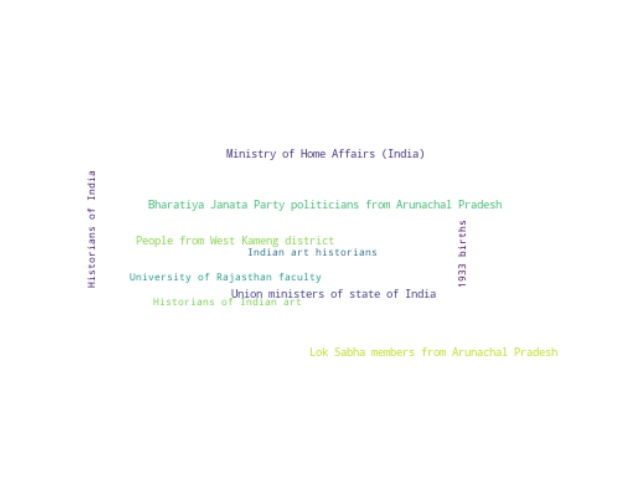 Ministry of Home Affairs (India)
Historians of India
Bharatiya Janata Party politicians from Arunachal Pradesh
1933 births
People from West Kameng district
Indian art historians
University of Rajasthan faculty
Union ministers of state of India
Historians of Indian art
Lok Sabha members from Arunachal Pradesh